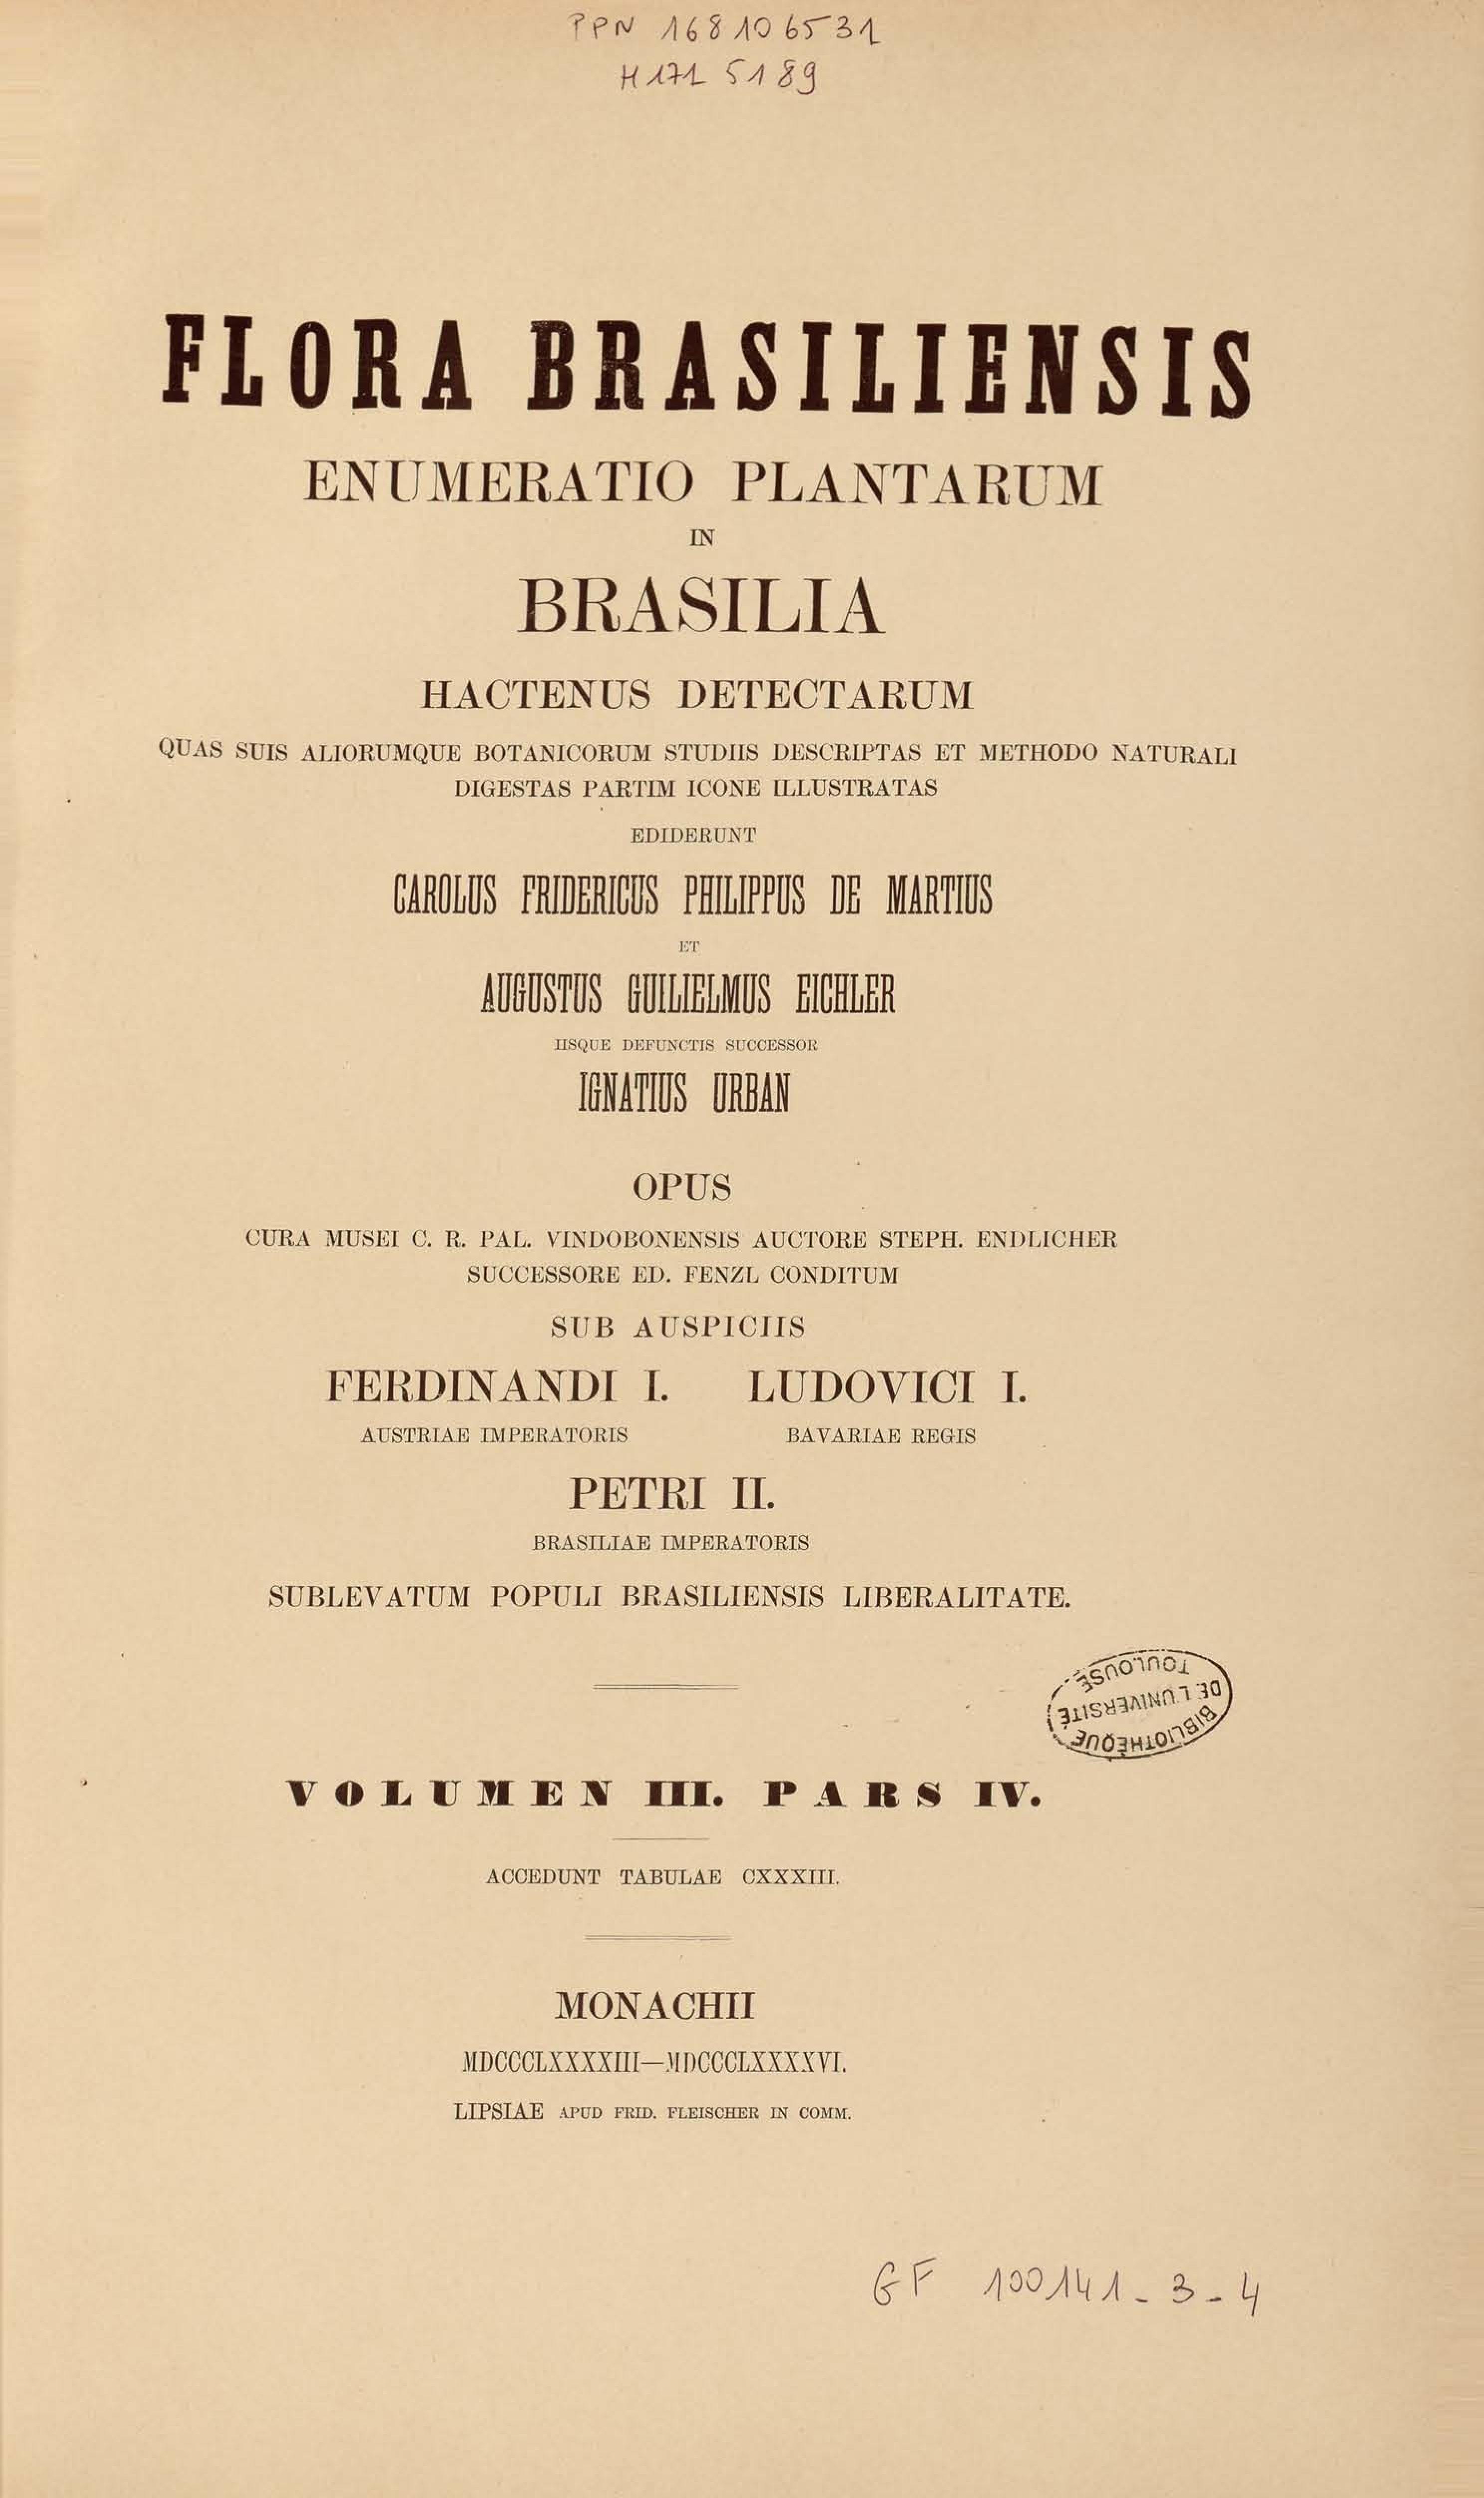 PPN 168106531
H171 5189
FLORA BRASILIENSIS
ENUMERATIO PLANTARUM
IN
BRASILIA
HACTENUS DETECTARUM
QUAS SUIS ALIORUMQUE BOTANICORUM STUDIIS DESCRIPTAS ET METHODO NATURALI
DIGESTAS PARTIM ICONE ILLUSTRATAS
EDIDERUNT
CAROLUS FRIDERICUS PHILIPPUS DE MARTIUS
ET
AUGUSTUS GUILIELMUS EICHLER
IISQUE DEFUNCTIS SUCCESSOR
IGNATIUS URBAN
OPUS
CURA MUSEI C. R. PAL. VINDOBONENSIS AUCTORE STEPH. ENDLICHER
SUCCESSORE ED. FENZL CONDITUM
SUB AUSPICIIS
FERDINANDI I. LUDOVICI I.
AUSTRIAE IMPERATORIS BAVARIAE REGIS
PETRI II.
BRASILIAE IMPERATORIS
SUBLEVATUM POPULI BRASILIENSIS LIBERALITATE.
BIBLIOTHEQUE
DE L'UNIVERSITE
TOULOUSE
VOLUMEN III. PARS IV.
ACCEDUNT TABULAE CXXXIII.
MONACHII
MDCCCLXXXXIII—MDCCCLXXXXVI.
LIPSIAE APUD FRID. FLEISCHER IN COMM.
GF 100141-3-4